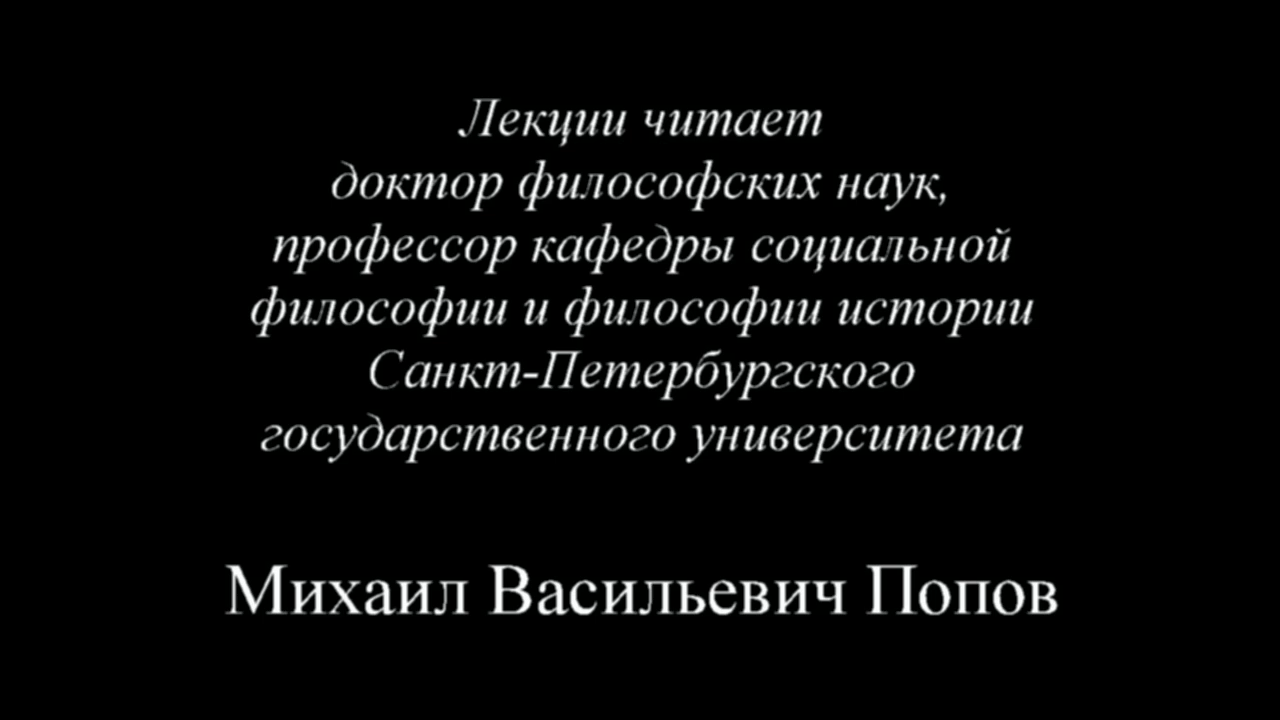 Лекции читает
доктор философских наук,
профессор кафедры социальной
философии и философии истории
Санкт-Петербургского
государственного университета
Михаил Васильевич Попов